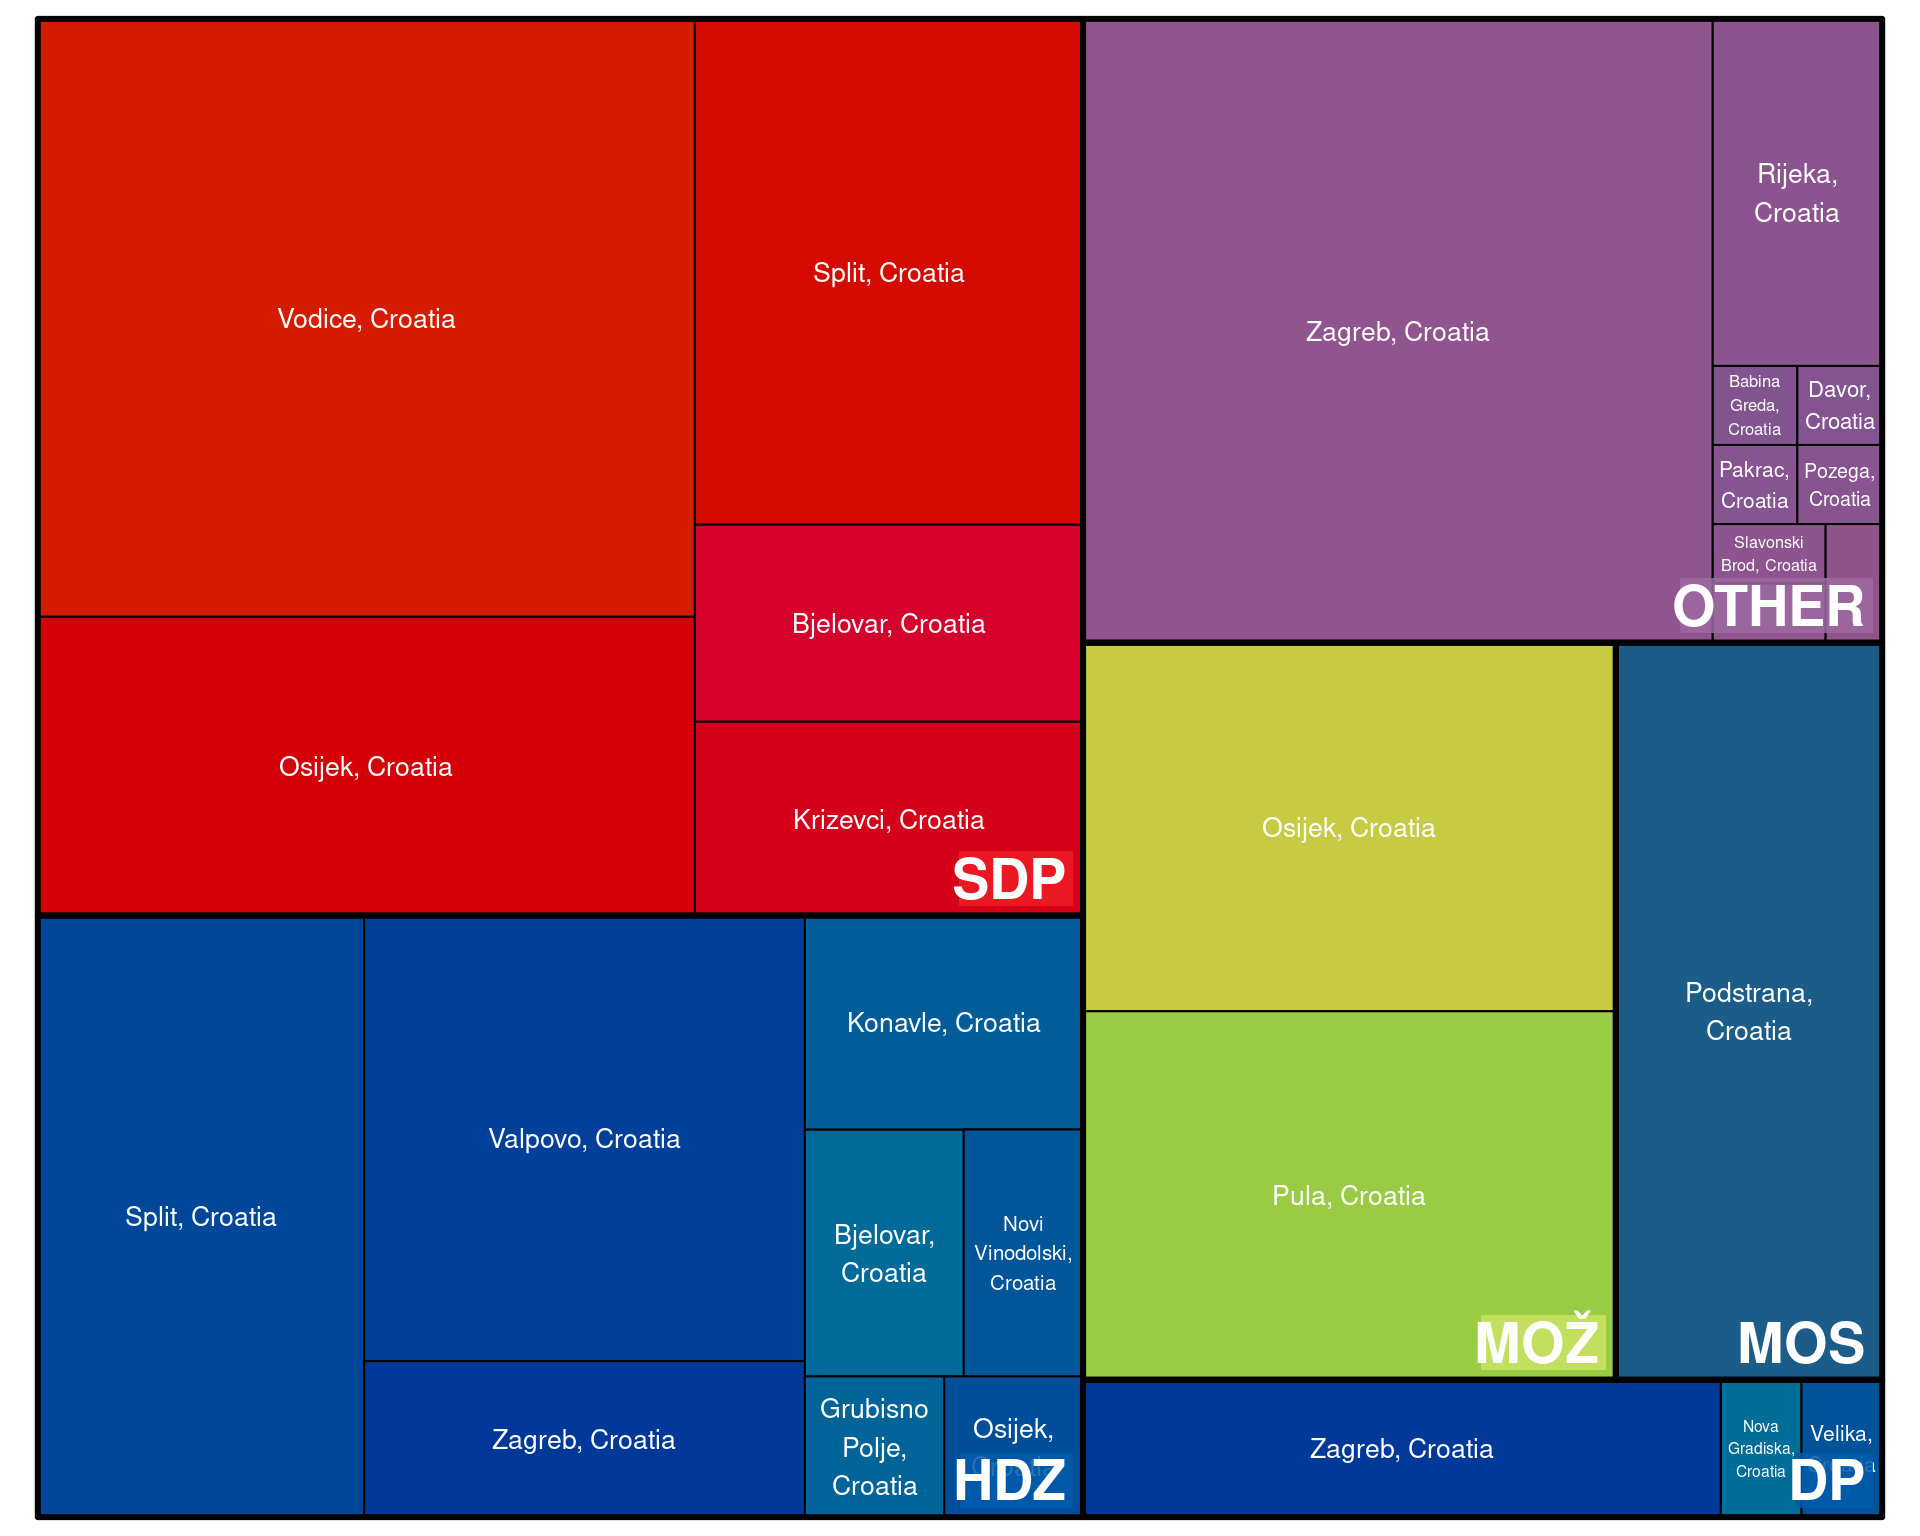 Vodice, Croatia
Split, Croatia
Bjelovar, Croatia
Osijek, Croatia
Krizevci, Croatia
SDP
Zagreb, Croatia
Rijeka,
Croatia
Babina
Greda,
Croatia
Davor,
Croatia
Pakrac,
Croatia
Pozega,
Croatia
Slavonski
Brod, Croatia
OTHER
Split, Croatia
Valpovo, Croatia
Zagreb, Croatia
Konavle, Croatia
Bjelovar,
Croatia
Novi
Vinodolski,
Croatia
Grubisno
Polje,
Croatia
Osijek,
Croatia
HDZ
Osijek, Croatia
Pula, Croatia
MOŽ
Podstrana,
Croatia
MOS
Zagreb, Croatia
Nova
Gradiska,
Croatia
Velika,
DP